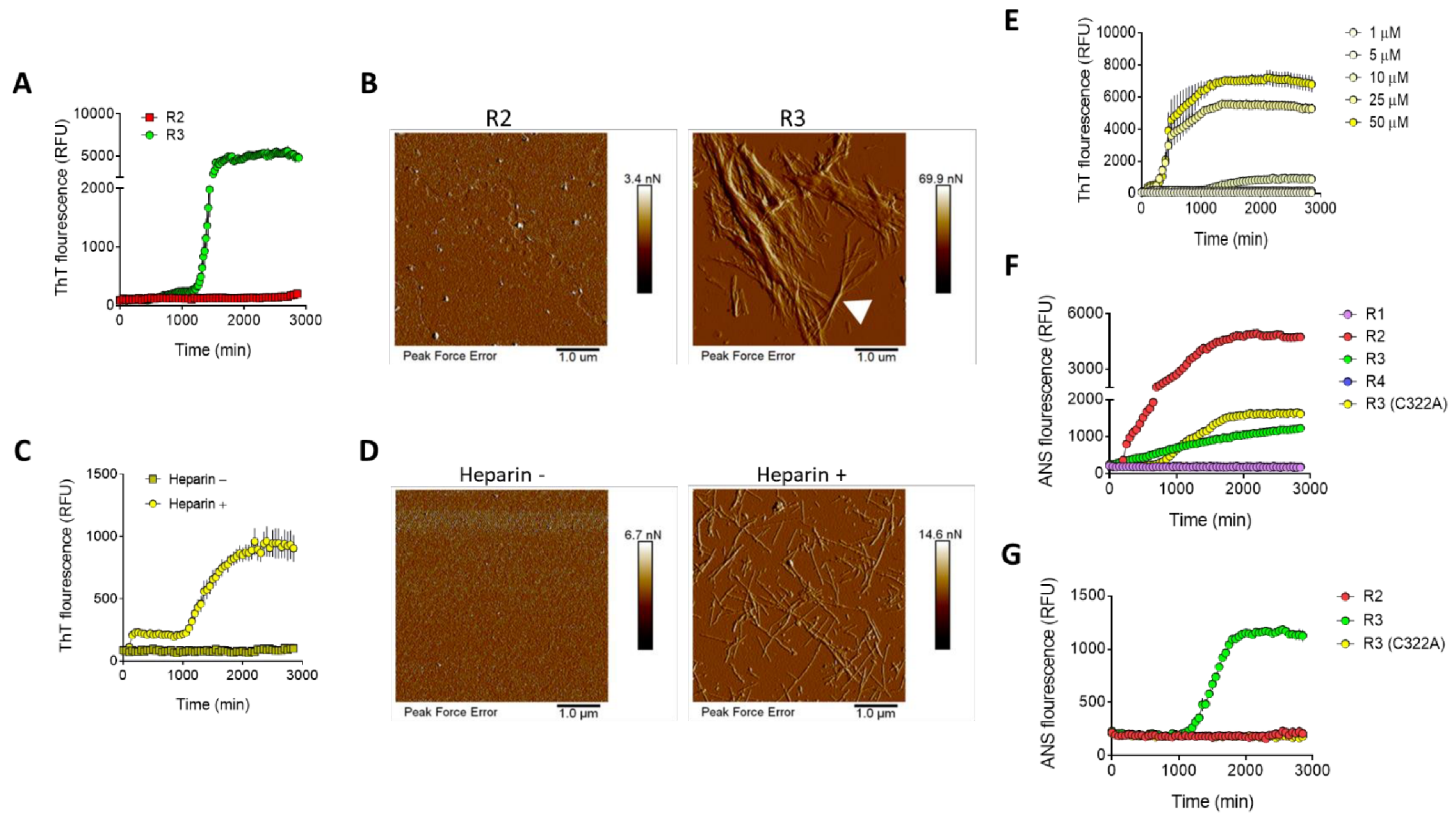 A
ThT flourescence (RFU)
10000
5000
2000
1000
0
0 1000 2000 3000
Time (min)
R2
R3
B
R2
3.4 nN
Peak Force Error
1.0 um
R3
69.9 nN
Peak Force Error
1.0 um
C
ThT flourescence (RFU)
1500
1000
500
0
0 1000 2000 3000
Time (min)
Heparin –
Heparin +
D
Heparin -
6.7 nN
Peak Force Error
1.0 µm
Heparin +
14.6 nN
Peak Force Error
1.0 µm
E
ThT flourescence (RFU)
10000
8000
6000
4000
2000
0
0 1000 2000 3000
Time (min)
1 µM
5 µM
10 µM
25 µM
50 µM
F
ANS flourescence (RFU)
6000
3000
2000
1000
0
0 1000 2000 3000
Time (min)
R1
R2
R3
R4
R3 (C322A)
G
ANS flourescence (RFU)
1500
1000
500
0
0 1000 2000 3000
Time (min)
R2
R3
R3 (C322A)